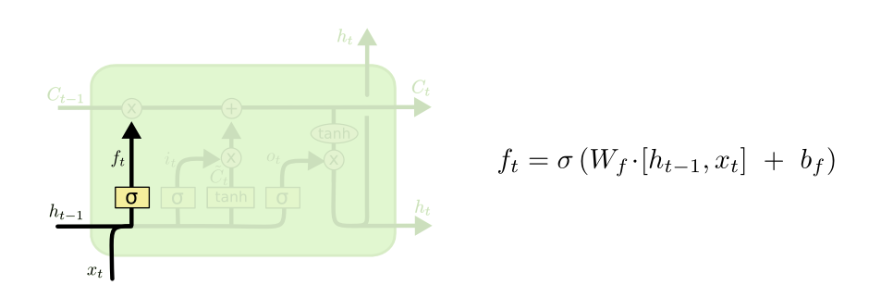 h_t
C_{t-1}
C_t
×
+
tanh
f_t
i_t
o_t
×
×
C̃_t
σ
σ
tanh
σ
h_{t-1}
h_t
x_t
f_t = σ (W_f·[h_{t-1}, x_t] + b_f)